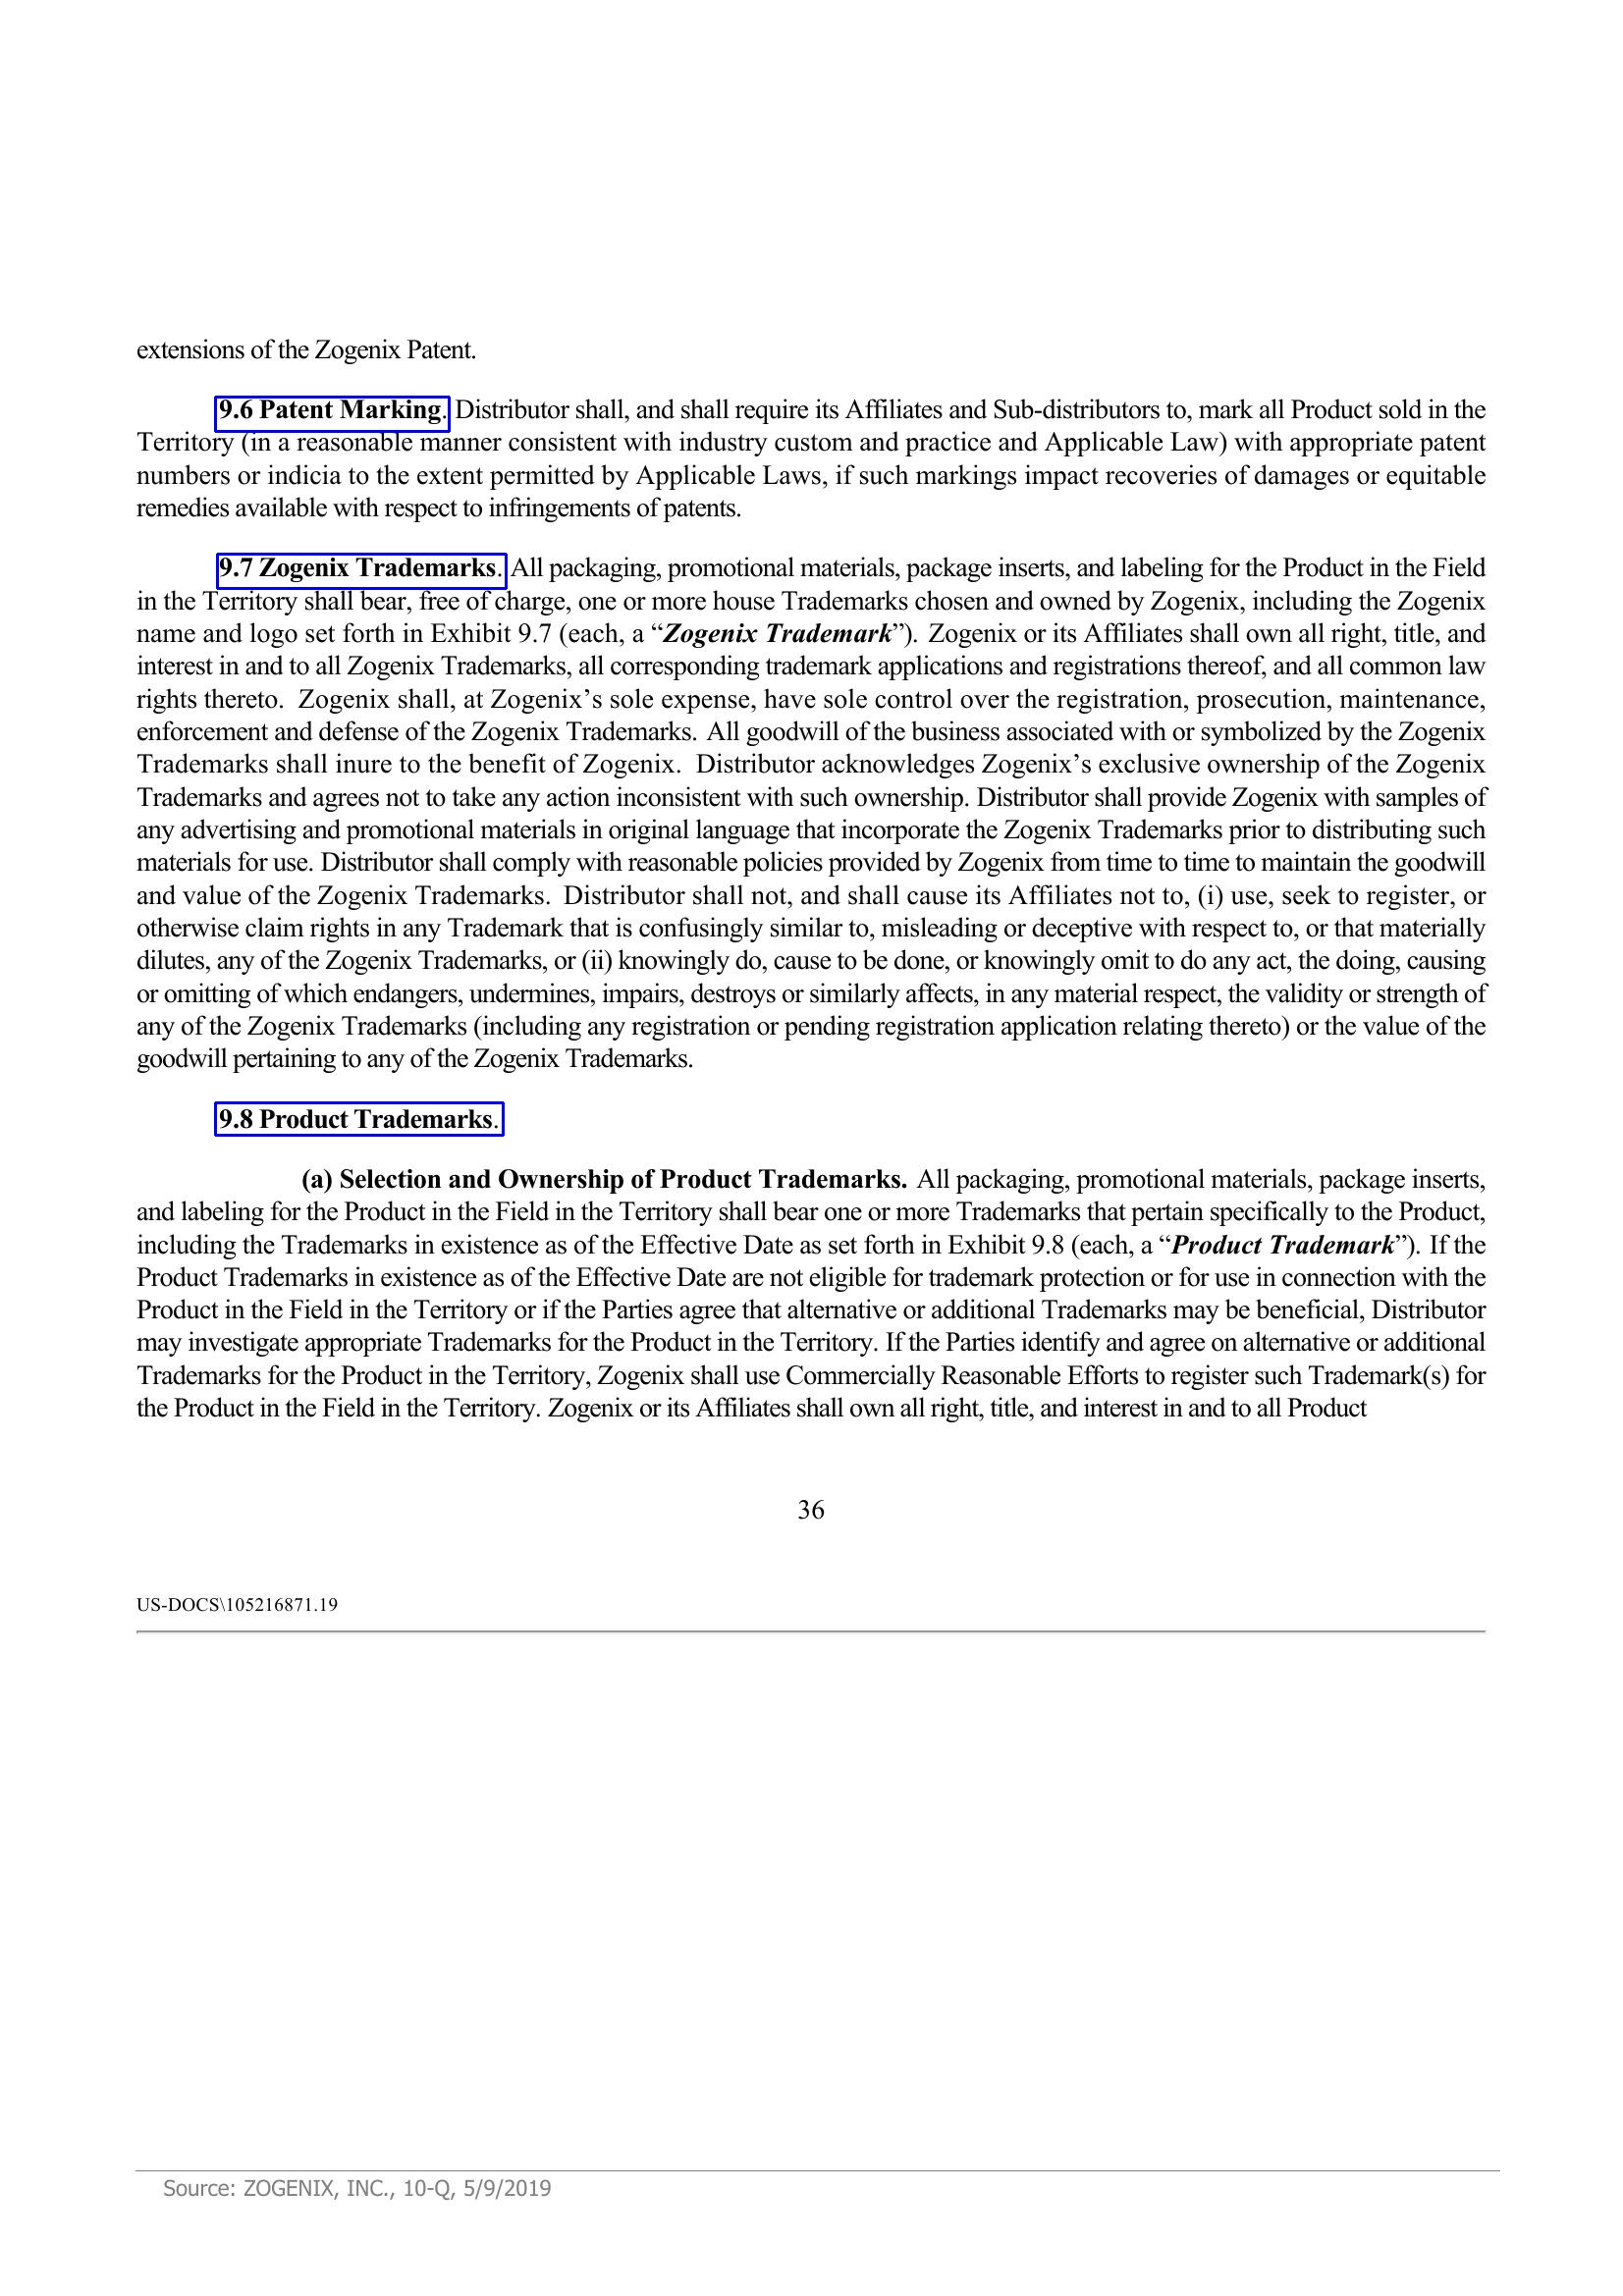 extensions of the Zogenix Patent.
9.6 Patent Marking. Distributor shall, and shall require its Affiliates and Sub-distributors to, mark all Product sold in the
Territory (in a reasonable manner consistent with industry custom and practice and Applicable Law) with appropriate patent
numbers or indicia to the extent permitted by Applicable Laws, if such markings impact recoveries of damages or equitable
remedies available with respect to infringements of patents.
9.7 Zogenix Trademarks. All packaging, promotional materials, package inserts, and labeling for the Product in the Field
in the Territory shall bear, free of charge, one or more house Trademarks chosen and owned by Zogenix, including the Zogenix
name and logo set forth in Exhibit 9.7 (each, a “Zogenix Trademark”). Zogenix or its Affiliates shall own all right, title, and
interest in and to all Zogenix Trademarks, all corresponding trademark applications and registrations thereof, and all common law
rights thereto. Zogenix shall, at Zogenix’s sole expense, have sole control over the registration, prosecution, maintenance,
enforcement and defense of the Zogenix Trademarks. All goodwill of the business associated with or symbolized by the Zogenix
Trademarks shall inure to the benefit of Zogenix. Distributor acknowledges Zogenix’s exclusive ownership of the Zogenix
Trademarks and agrees not to take any action inconsistent with such ownership. Distributor shall provide Zogenix with samples of
any advertising and promotional materials in original language that incorporate the Zogenix Trademarks prior to distributing such
materials for use. Distributor shall comply with reasonable policies provided by Zogenix from time to time to maintain the goodwill
and value of the Zogenix Trademarks. Distributor shall not, and shall cause its Affiliates not to, (i) use, seek to register, or
otherwise claim rights in any Trademark that is confusingly similar to, misleading or deceptive with respect to, or that materially
dilutes, any of the Zogenix Trademarks, or (ii) knowingly do, cause to be done, or knowingly omit to do any act, the doing, causing
or omitting of which endangers, undermines, impairs, destroys or similarly affects, in any material respect, the validity or strength of
any of the Zogenix Trademarks (including any registration or pending registration application relating thereto) or the value of the
goodwill pertaining to any of the Zogenix Trademarks.
9.8 Product Trademarks.
(a) Selection and Ownership of Product Trademarks. All packaging, promotional materials, package inserts,
and labeling for the Product in the Field in the Territory shall bear one or more Trademarks that pertain specifically to the Product,
including the Trademarks in existence as of the Effective Date as set forth in Exhibit 9.8 (each, a “Product Trademark”). If the
Product Trademarks in existence as of the Effective Date are not eligible for trademark protection or for use in connection with the
Product in the Field in the Territory or if the Parties agree that alternative or additional Trademarks may be beneficial, Distributor
may investigate appropriate Trademarks for the Product in the Territory. If the Parties identify and agree on alternative or additional
Trademarks for the Product in the Territory, Zogenix shall use Commercially Reasonable Efforts to register such Trademark(s) for
the Product in the Field in the Territory. Zogenix or its Affiliates shall own all right, title, and interest in and to all Product
36
US-DOCS\105216871.19
Source: ZOGENIX, INC., 10-Q, 5/9/2019